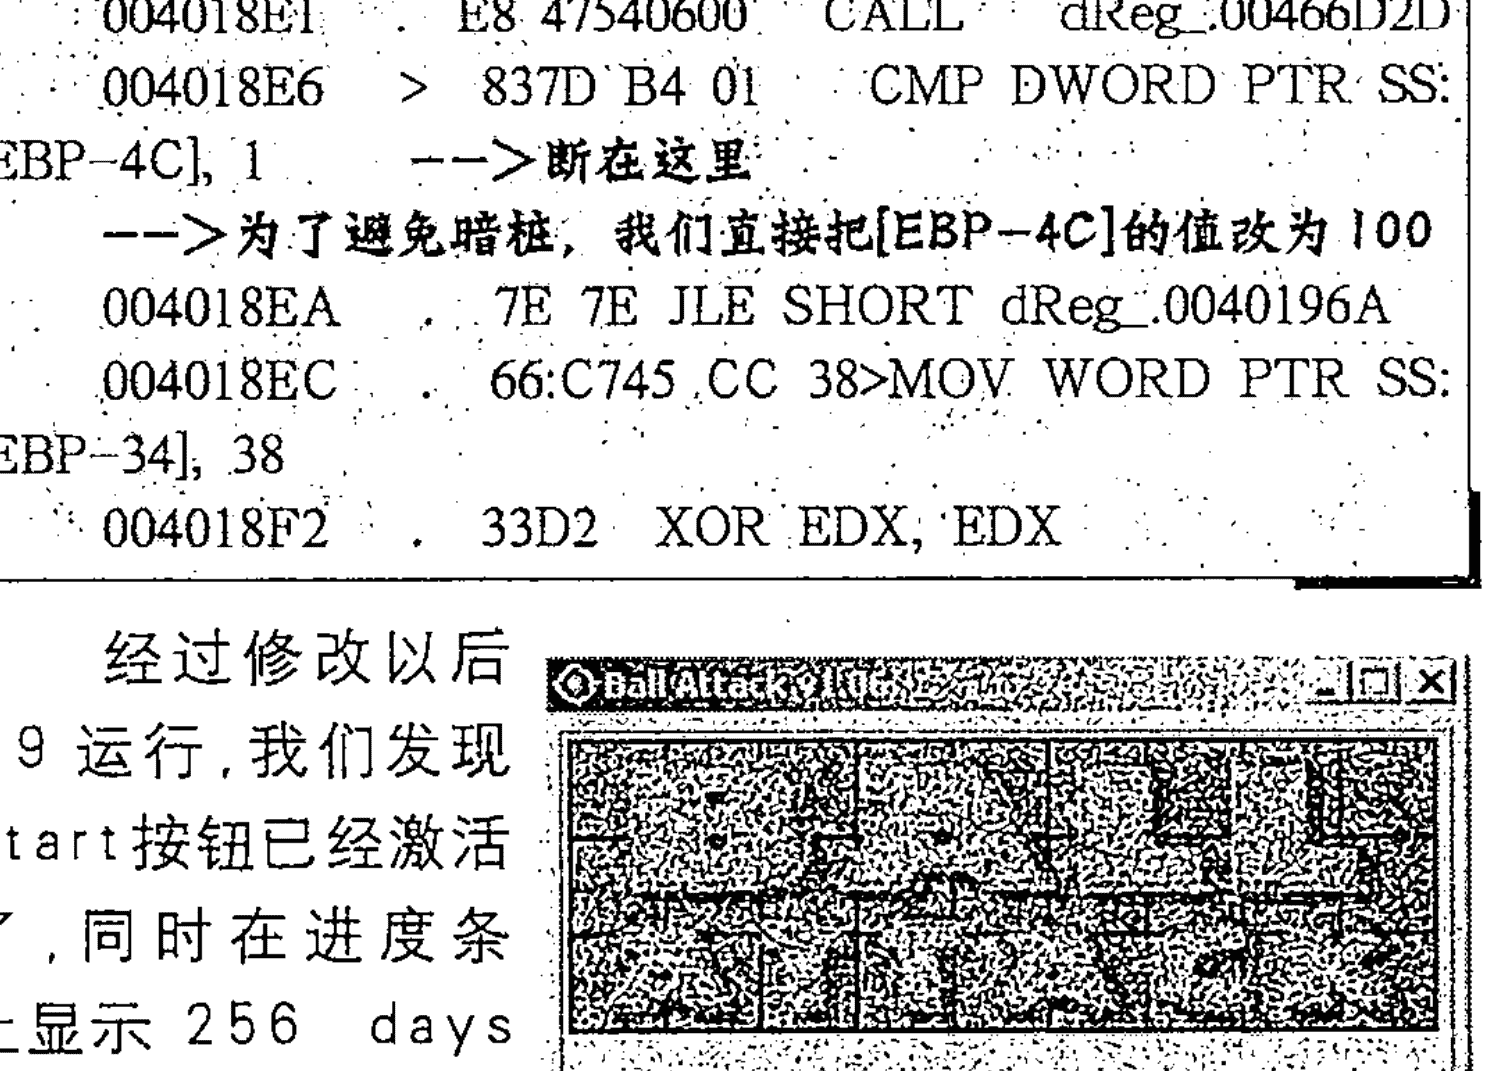 004018E1 . E8 47540600 CALL dReg_.00466D2D
004018E6 > 837D B4 01 CMP DWORD PTR SS:
EBP-4C], 1 -->断在这里
-->为了避免暗桩，我们直接把[EBP-4C]的值改为100
004018EA . 7E 7E JLE SHORT dReg_.0040196A
004018EC . 66:C745 CC 38>MOV WORD PTR SS:
EBP-34], 38
004018F2 . 33D2 XOR EDX, EDX
经过修改以后
Ball Attack
9 运行,我们发现
tart按钮已经激活
了,同时在进度条
上显示 256 days